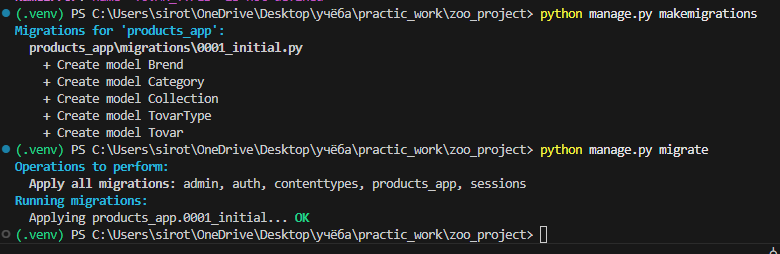 (.venv) PS C:\Users\sirot\OneDrive\Desktop\учёба\practic_work\zoo_project> python manage.py makemigrations
Migrations for 'products_app':
products_app\migrations\0001_initial.py
+ Create model Brend
+ Create model Category
+ Create model Collection
+ Create model TovarType
+ Create model Tovar
(.venv) PS C:\Users\sirot\OneDrive\Desktop\учёба\practic_work\zoo_project> python manage.py migrate
Operations to perform:
Apply all migrations: admin, auth, contenttypes, products_app, sessions
Running migrations:
Applying products_app.0001_initial... OK
(.venv) PS C:\Users\sirot\OneDrive\Desktop\учёба\practic_work\zoo_project>